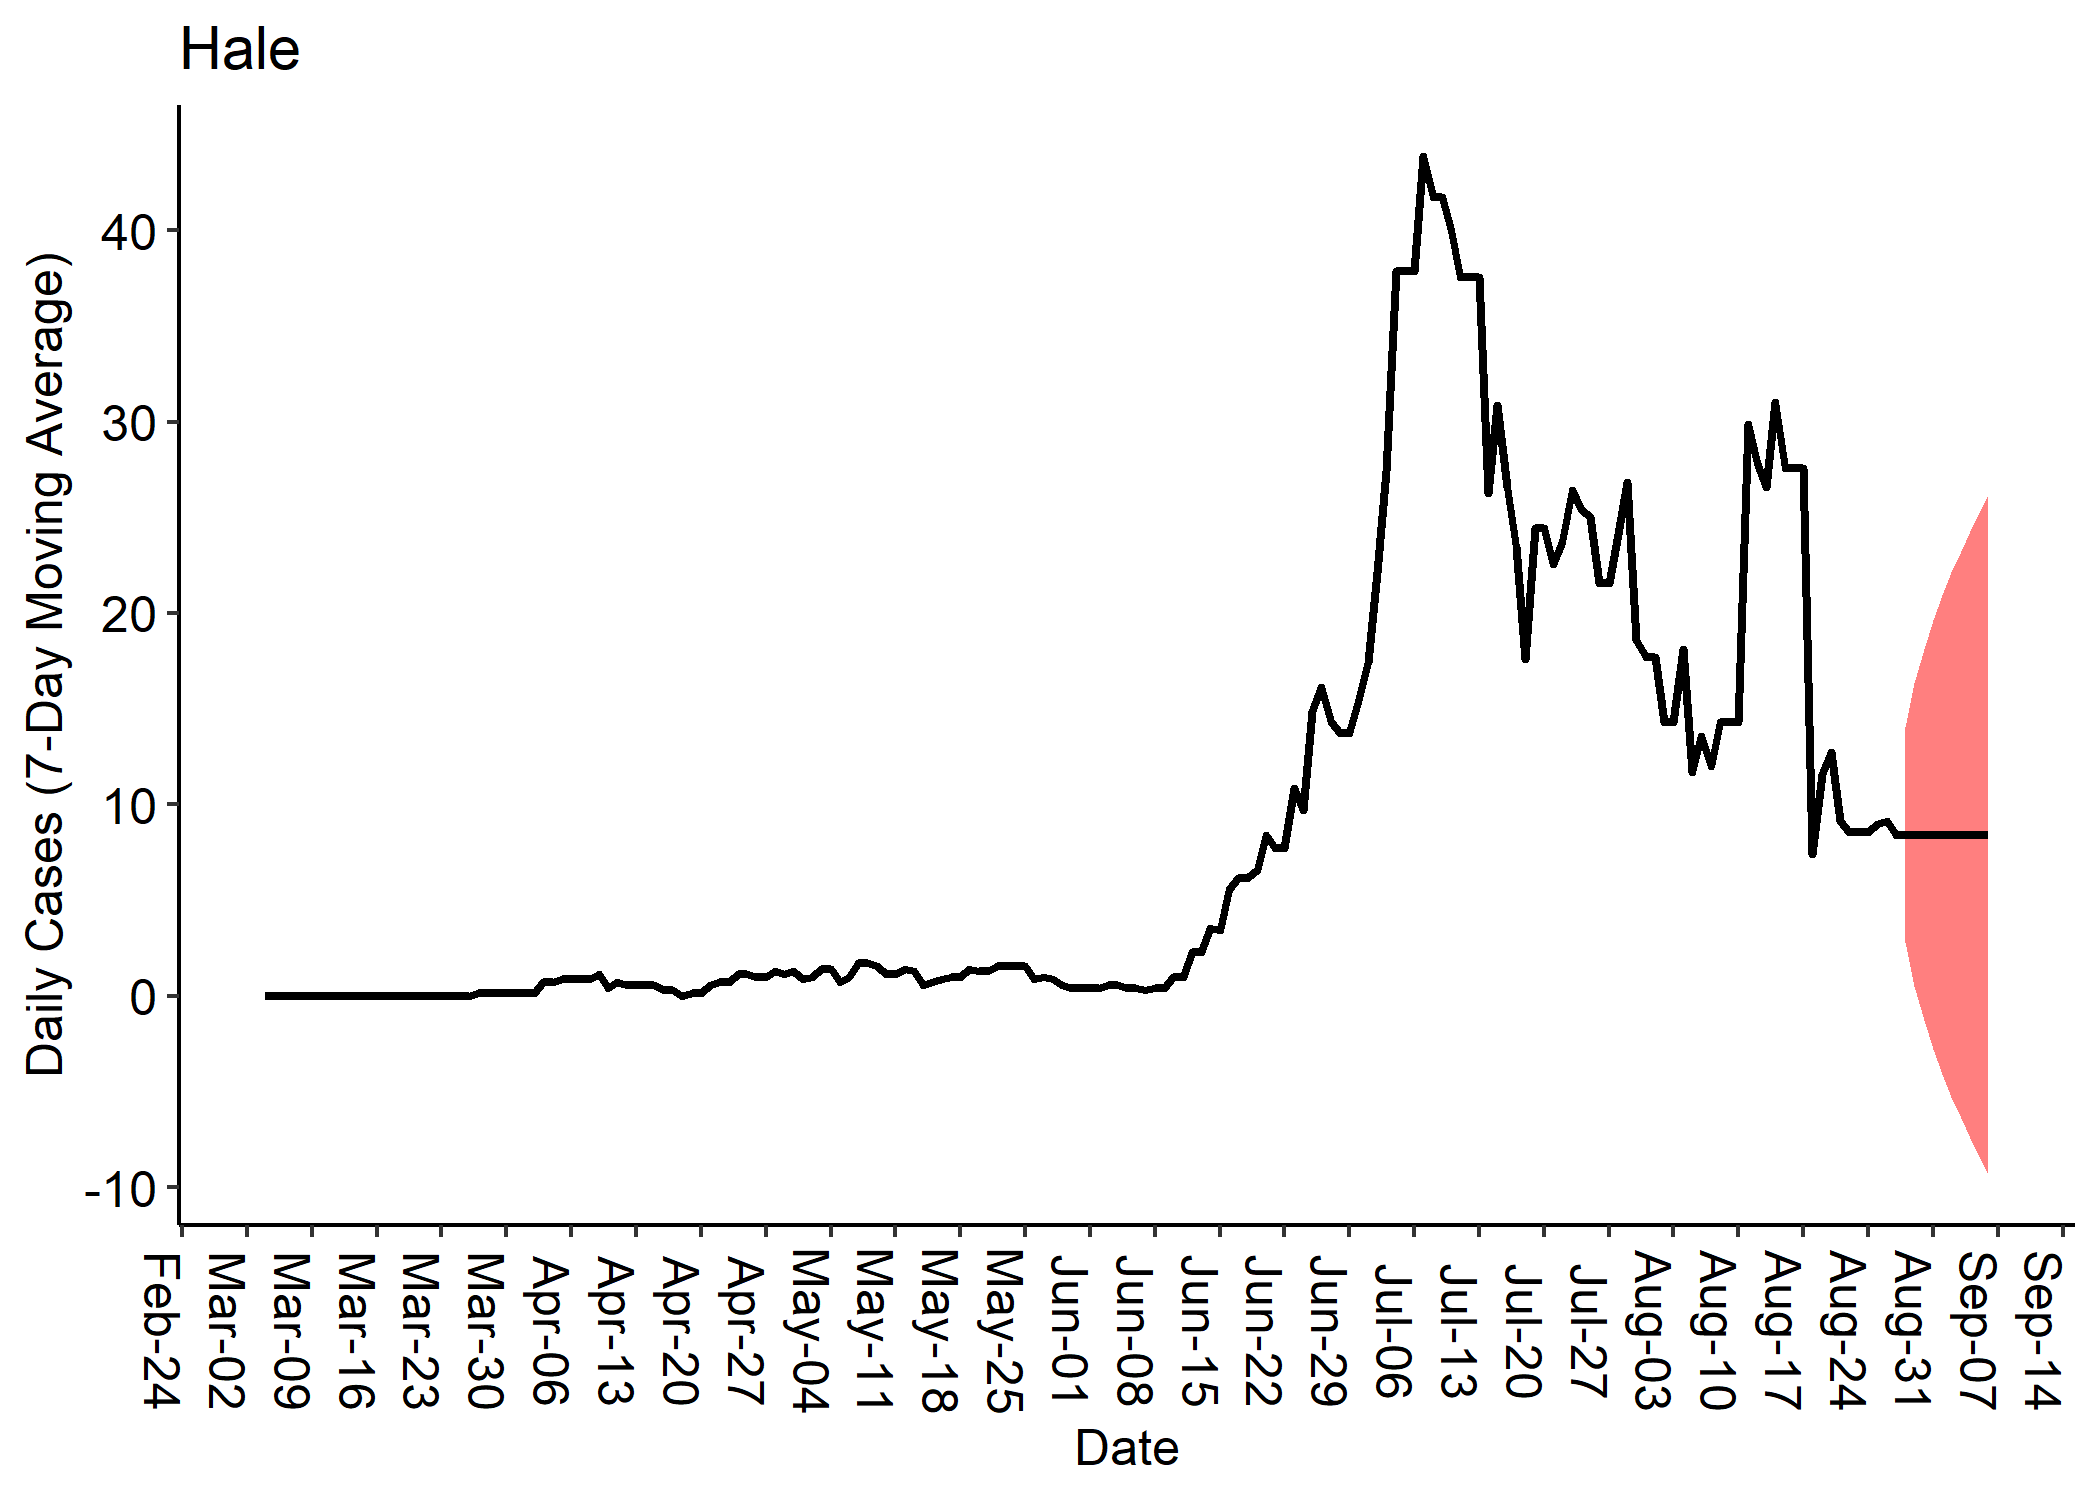 Hale
Daily Cases (7-Day Moving Average)
40
30
20
10
0
-10
Feb-24
Mar-02
Mar-09
Mar-16
Mar-23
Mar-30
Apr-06
Apr-13
Apr-20
Apr-27
May-04
May-11
May-18
May-25
Jun-01
Jun-08
Jun-15
Jun-22
Jun-29
Jul-06
Jul-13
Jul-20
Jul-27
Aug-03
Aug-10
Aug-17
Aug-24
Aug-31
Sep-07
Sep-14
Date